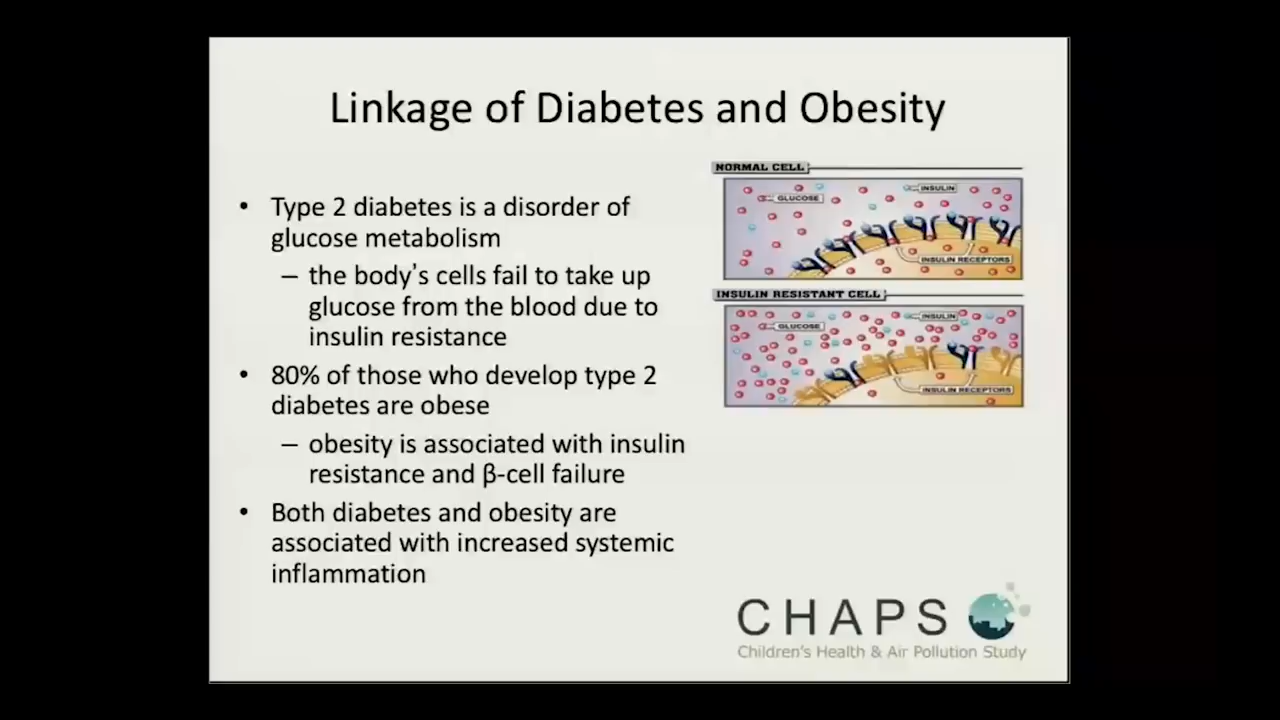 Linkage of Diabetes and Obesity
• Type 2 diabetes is a disorder of
glucose metabolism
– the body's cells fail to take up
glucose from the blood due to
insulin resistance
• 80% of those who develop type 2
diabetes are obese
– obesity is associated with insulin
resistance and β-cell failure
• Both diabetes and obesity are
associated with increased systemic
inflammation
NORMAL CELL
GLUCOSE
INSULIN
INSULIN RECEPTORS
INSULIN RESISTANT CELL
GLUCOSE
INSULIN
INSULIN RECEPTORS
CHAPS
Children's Health & Air Pollution Study